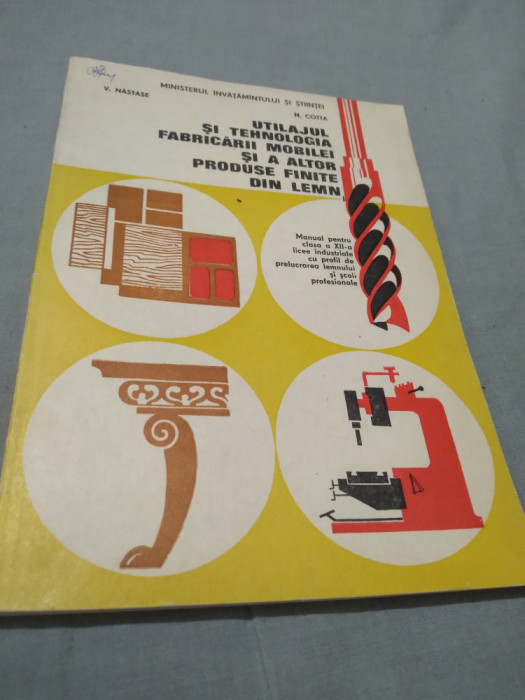 MINISTERUL INVĂȚĂMÎNTULUI ȘI ȘTIINȚEI
V. NĂSTASE
N. COTTA
UTILAJUL
ȘI TEHNOLOGIA
FABRICĂRII MOBILEI
ȘI A ALTOR
PRODUSE FINITE
DIN LEMN
Manual pentru
clasa a XII-a
licee industriale
cu profil de
prelucrarea lemnului
și școli
profesionale